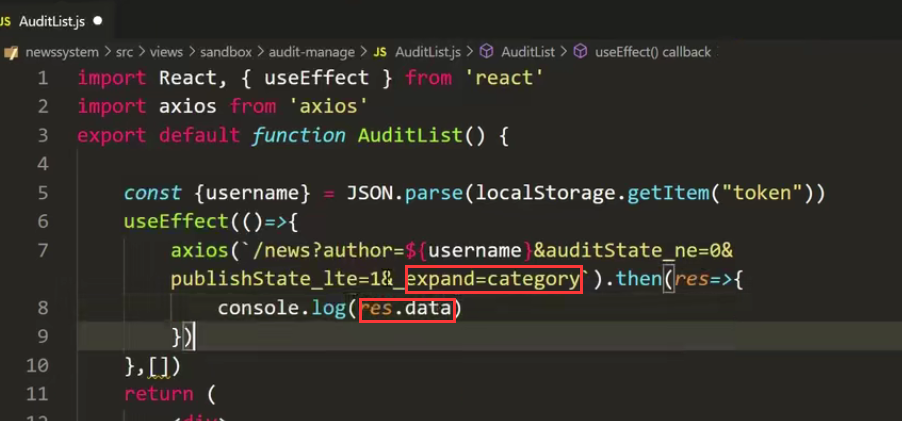 JS AuditList.js ●
newssystem > src > views > sandbox > audit-manage > JS AuditList.js > AuditList > useEffect() callback
1 import React, { useEffect } from 'react'
2 import axios from 'axios'
3 export default function AuditList() {
4
5 const {username} = JSON.parse(localStorage.getItem("token"))
6 useEffect(()=>{
7 axios(`/news?author=${username}&auditState_ne=0&
publishState_lte=1&_expand=category`).then(res=>{
8 console.log(res.data)
9 })
10 },[])
11 return (
12 <div>